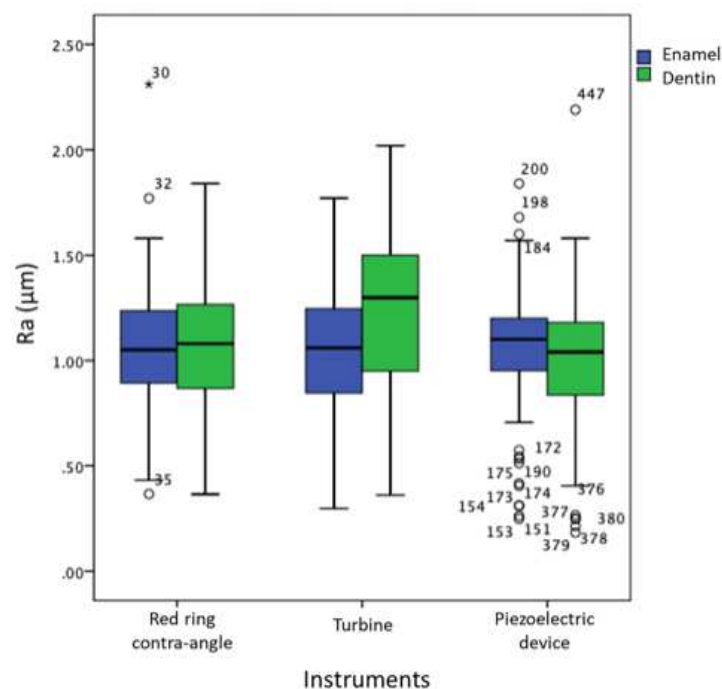 2.50
2.00
1.50
1.00
.50
.00
Ra (µm)
Enamel
Dentin
30
32
35
447
200
198
184
172
175 190
376
173 174
154
377
380
153 151
378
379
Red ring
contra-angle
Turbine
Piezoelectric
device
Instruments